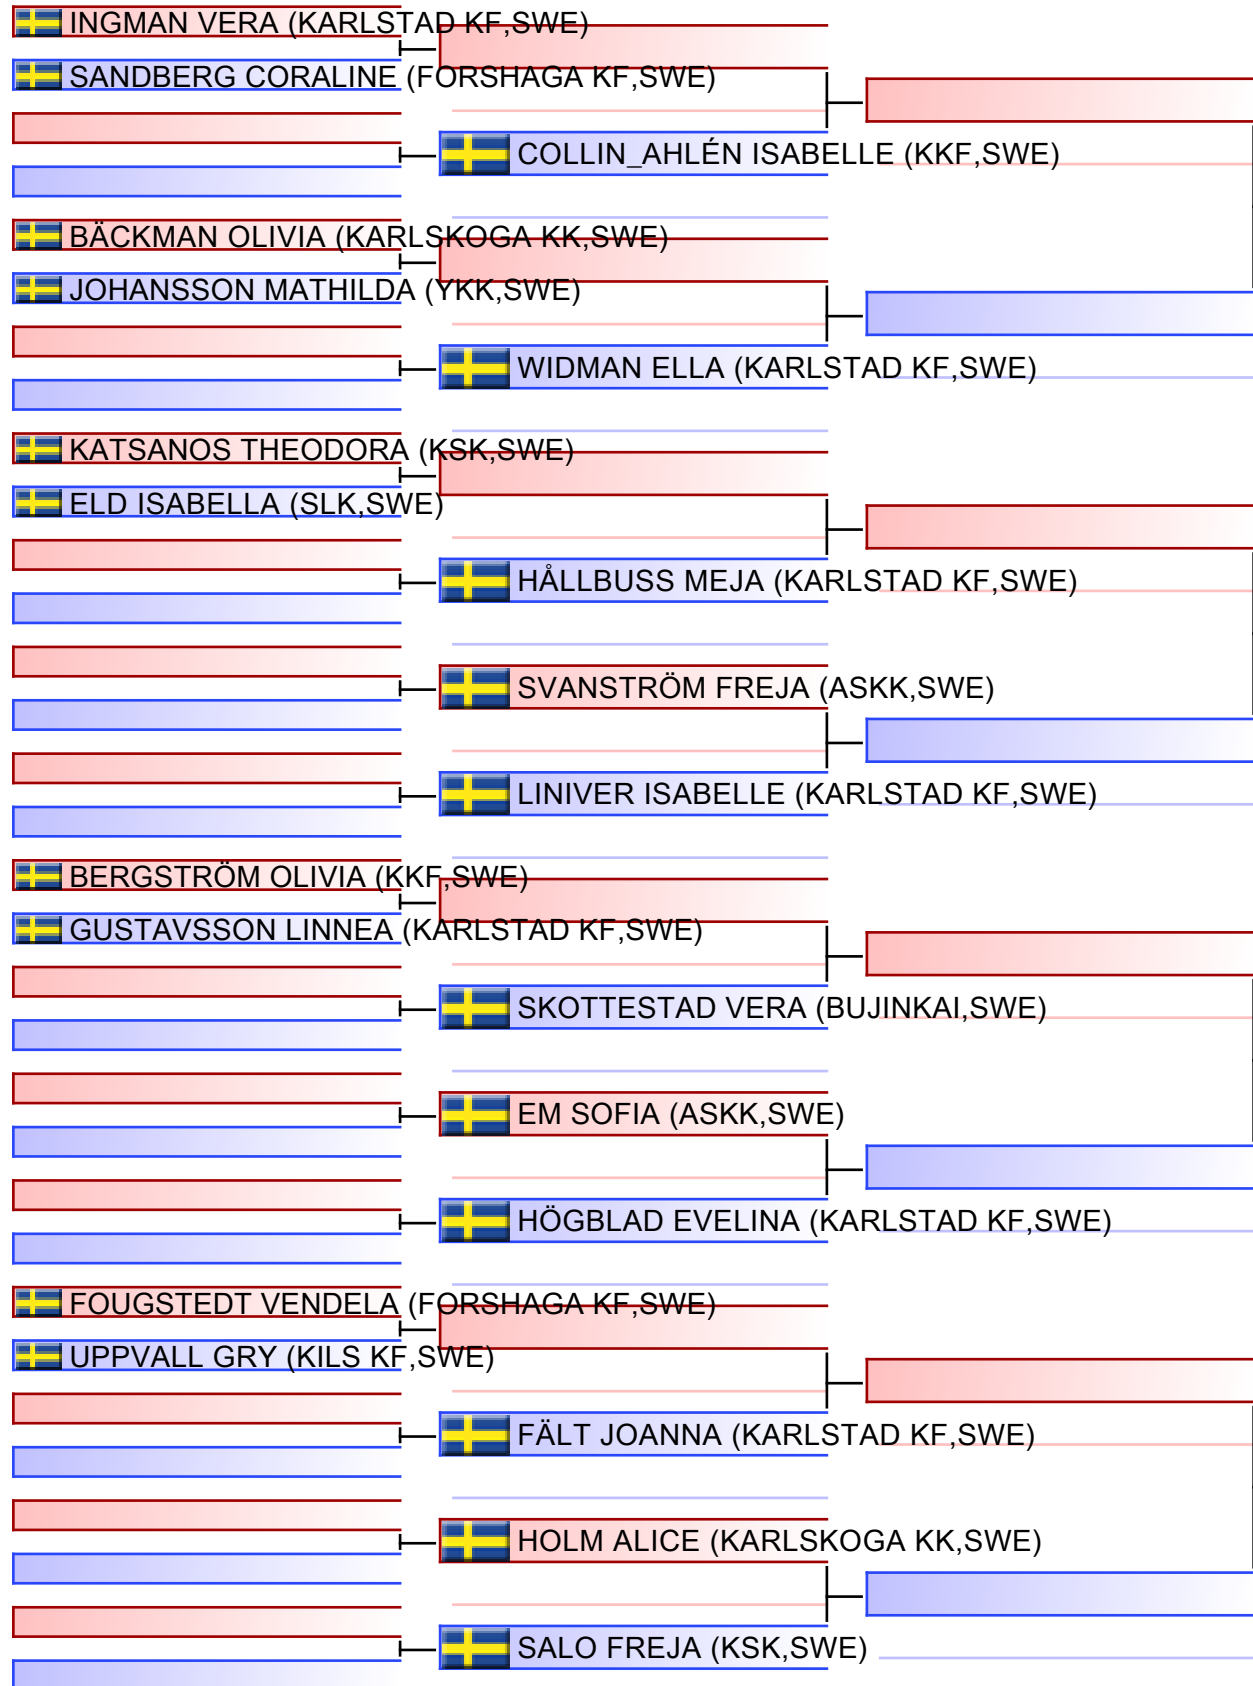 INGMAN VERA (KARLSTAD KF,SWE)
SANDBERG CORALINE (FORSHAGA KF,SWE)
COLLIN_AHLÉN ISABELLE (KKF,SWE)
BÄCKMAN OLIVIA (KARLSKOGA KK,SWE)
JOHANSSON MATHILDA (YKK,SWE)
WIDMAN ELLA (KARLSTAD KF,SWE)
KATSANOS THEODORA (KSK,SWE)
ELD ISABELLA (SLK,SWE)
HÅLLBUSS MEJA (KARLSTAD KF,SWE)
SVANSTRÖM FREJA (ASKK,SWE)
LINIVER ISABELLE (KARLSTAD KF,SWE)
BERGSTRÖM OLIVIA (KKF,SWE)
GUSTAVSSON LINNEA (KARLSTAD KF,SWE)
SKOTTESTAD VERA (BUJINKAI,SWE)
EM SOFIA (ASKK,SWE)
HÖGBLAD EVELINA (KARLSTAD KF,SWE)
FOUGSTEDT VENDELA (FORSHAGA KF,SWE)
UPPVALL GRY (KILS KF,SWE)
FÄLT JOANNA (KARLSTAD KF,SWE)
HOLM ALICE (KARLSKOGA KK,SWE)
SALO FREJA (KSK,SWE)